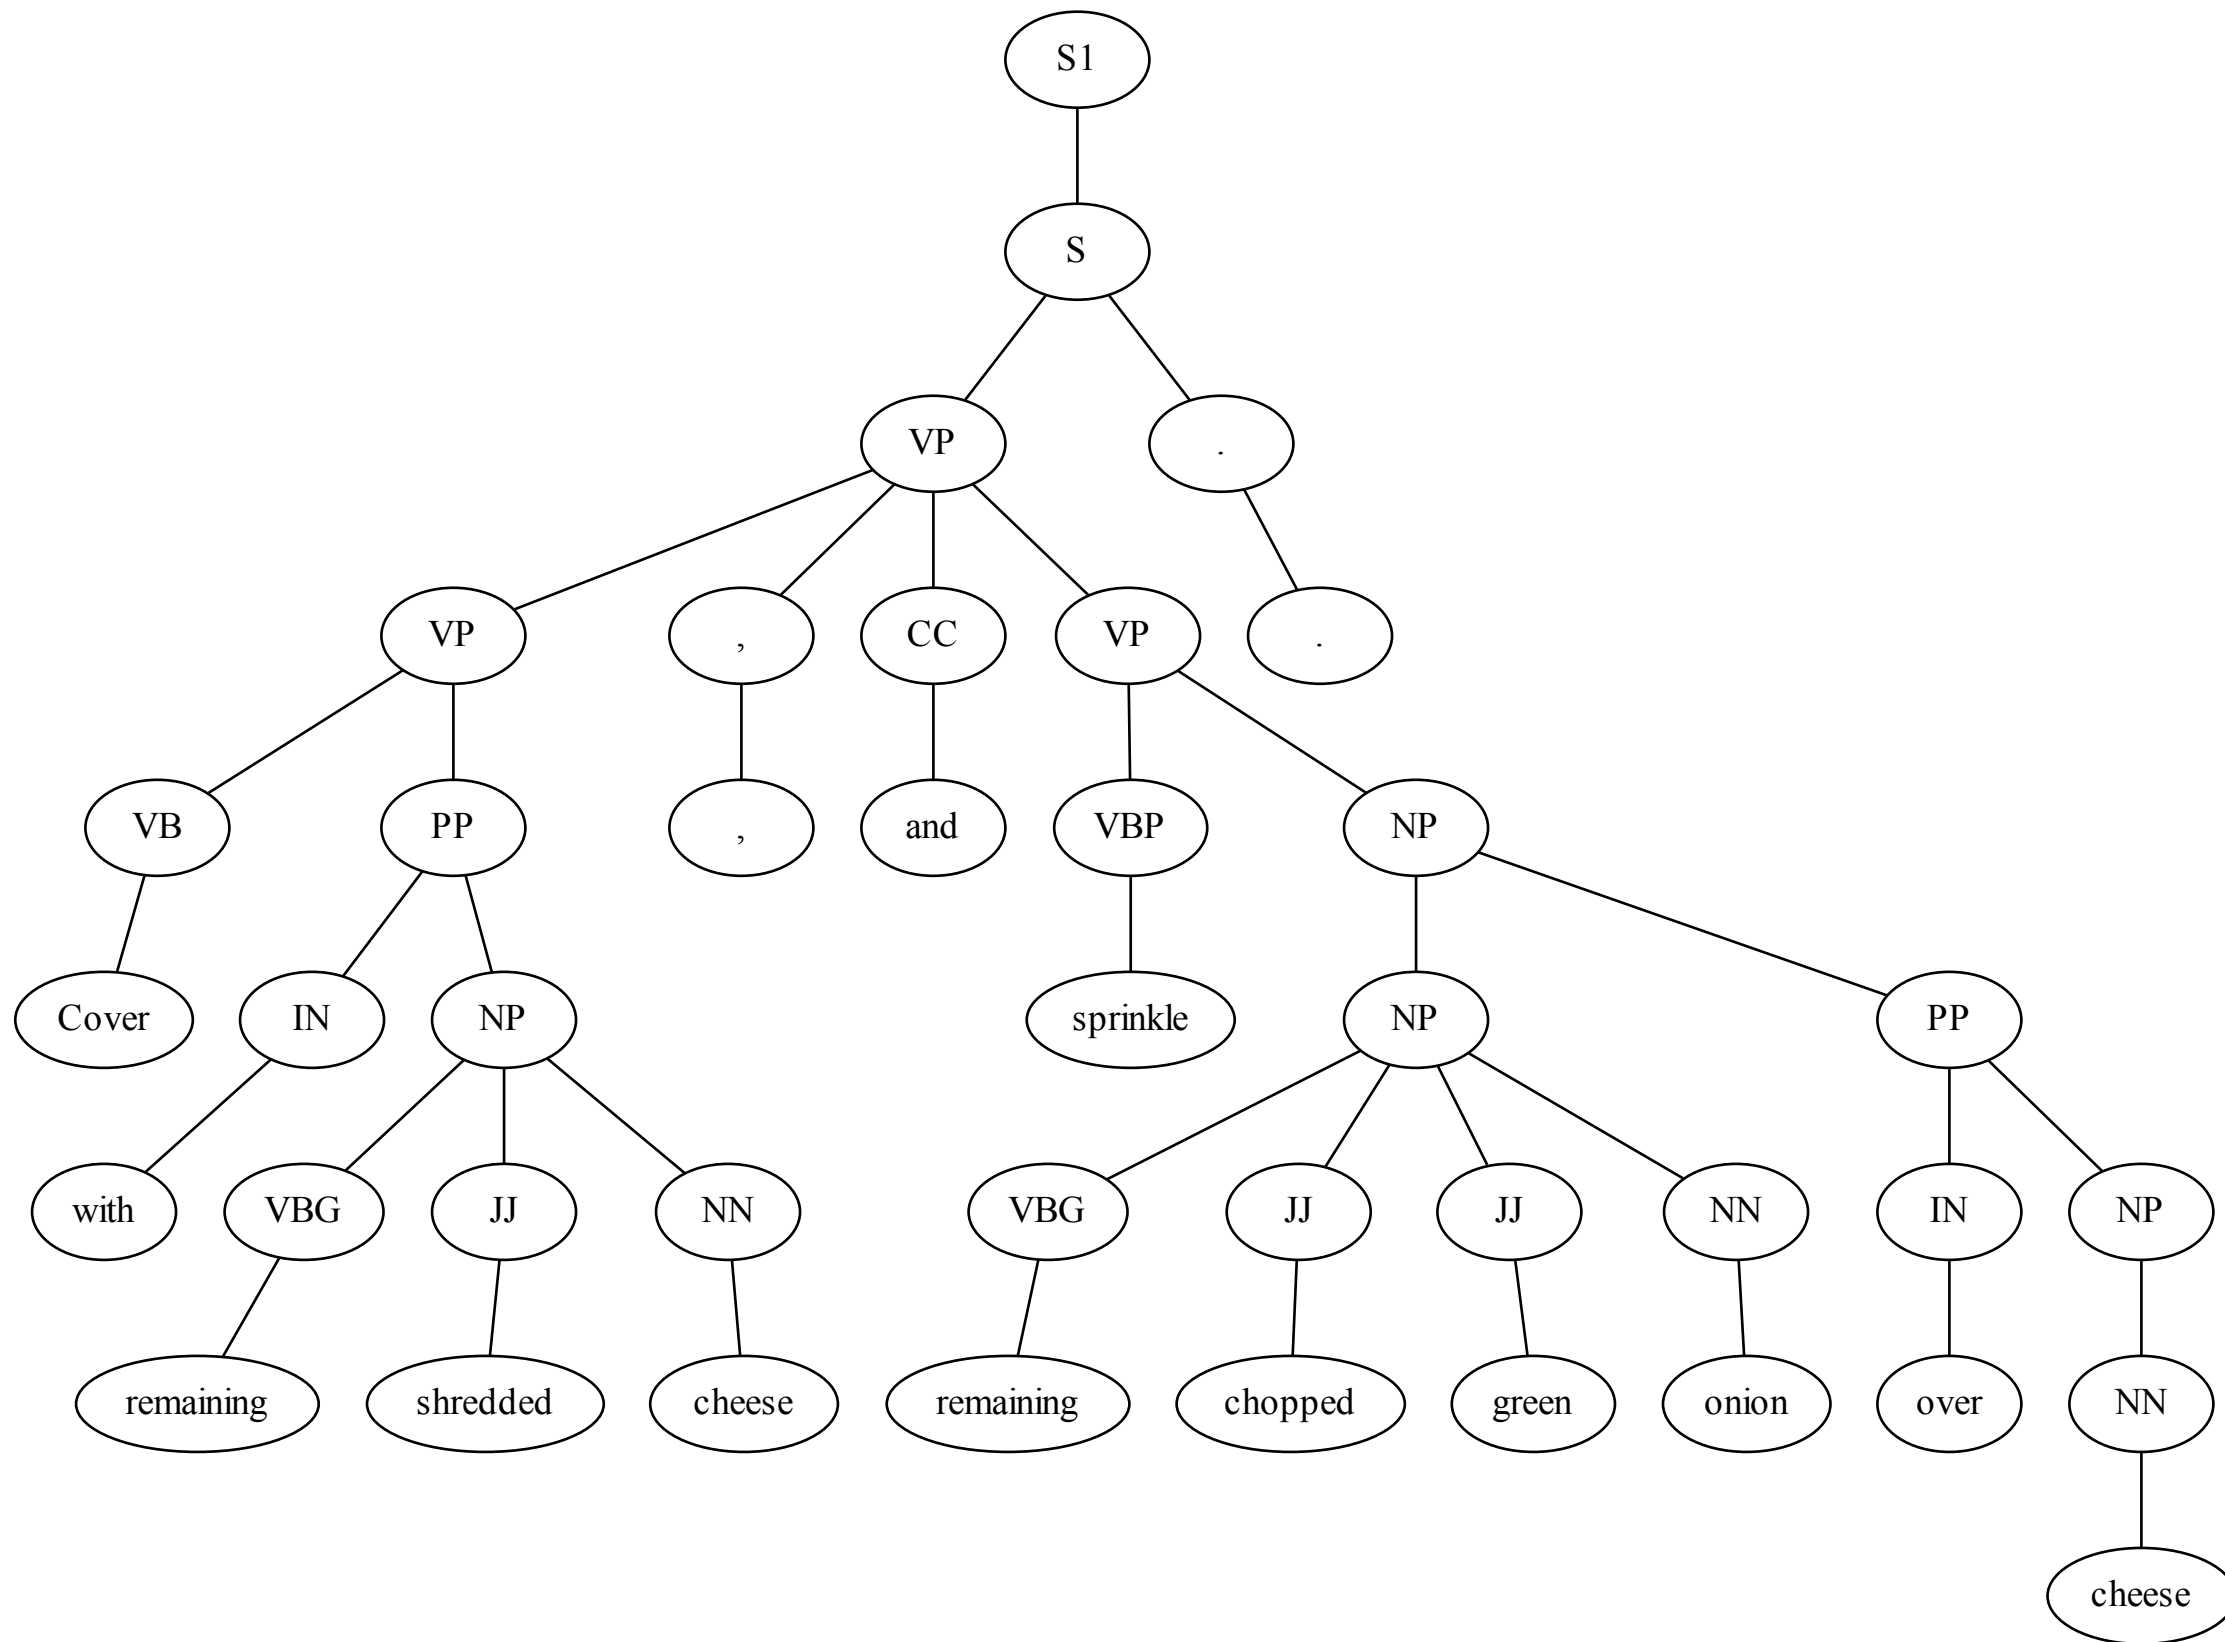 S1
S
VP .
VP , CC VP .
VB PP , and VBP NP
Cover IN NP sprinkle NP PP
with VBG JJ NN VBG JJ JJ NN IN NP
remaining shredded cheese remaining chopped green onion over NN
cheese